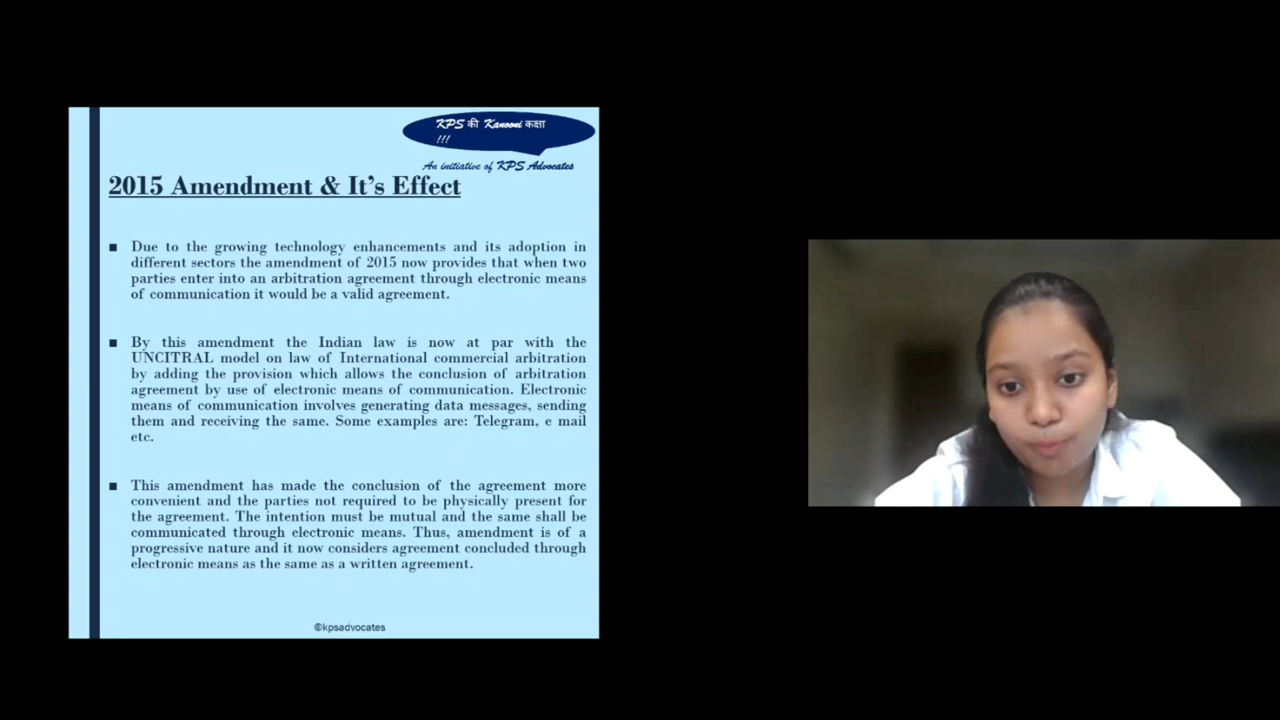 KPS की Kanooni कक्षा
!!!
An initiative of KPS Advocates
2015 Amendment & It's Effect
■ Due to the growing technology enhancements and its adoption in
different sectors the amendment of 2015 now provides that when two
parties enter into an arbitration agreement through electronic means
of communication it would be a valid agreement.
■ By this amendment the Indian law is now at par with the
UNCITRAL model on law of International commercial arbitration
by adding the provision which allows the conclusion of arbitration
agreement by use of electronic means of communication. Electronic
means of communication involves generating data messages, sending
them and receiving the same. Some examples are: Telegram, e mail
etc.
■ This amendment has made the conclusion of the agreement more
convenient and the parties not required to be physically present for
the agreement. The intention must be mutual and the same shall be
communicated through electronic means. Thus, amendment is of a
progressive nature and it now considers agreement concluded through
electronic means as the same as a written agreement.
©kpsadvocates